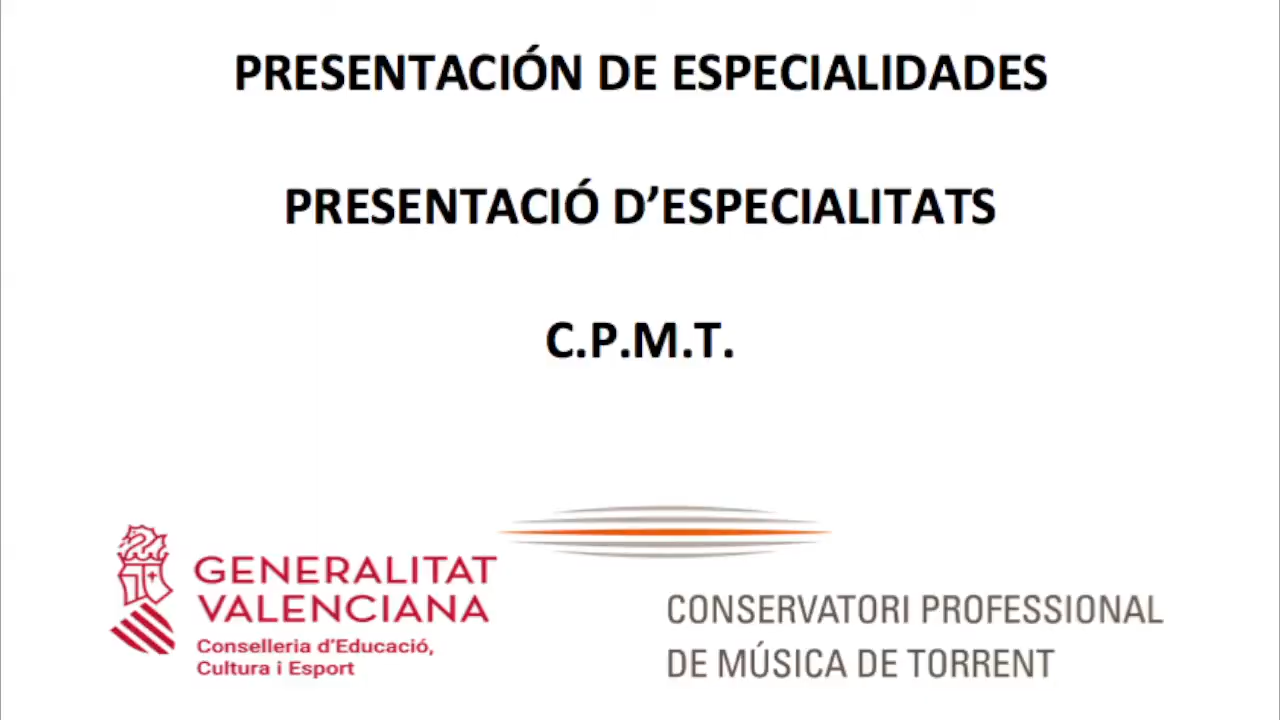 PRESENTACIÓN DE ESPECIALIDADES
PRESENTACIÓ D’ESPECIALITATS
C.P.M.T.
GENERALITAT
VALENCIANA
Conselleria d’Educació,
Cultura i Esport
CONSERVATORI PROFESSIONAL
DE MÚSICA DE TORRENT